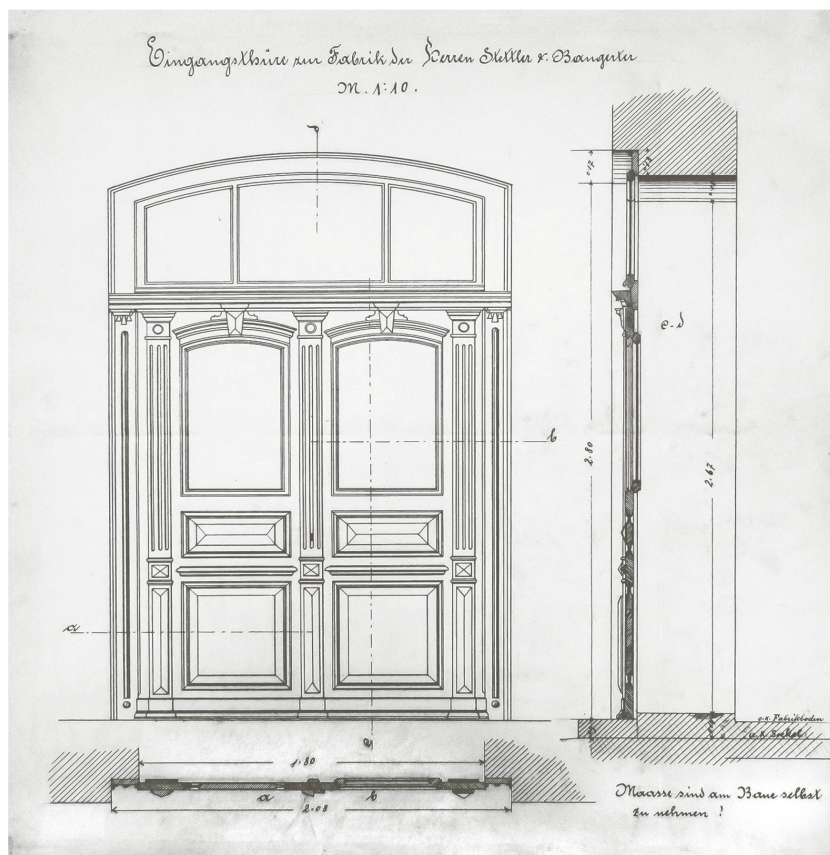 Eingangsthüre zur Fabrik der Herren Stettler & Bangerter
M. 1:10.
d
c-d
b
a
2.80
2.67
c
o.k. Fabrikboden
u.k. Sockel
1.80
a
b
2.08
Maasse sind am Baue selbst
zu nehmen!